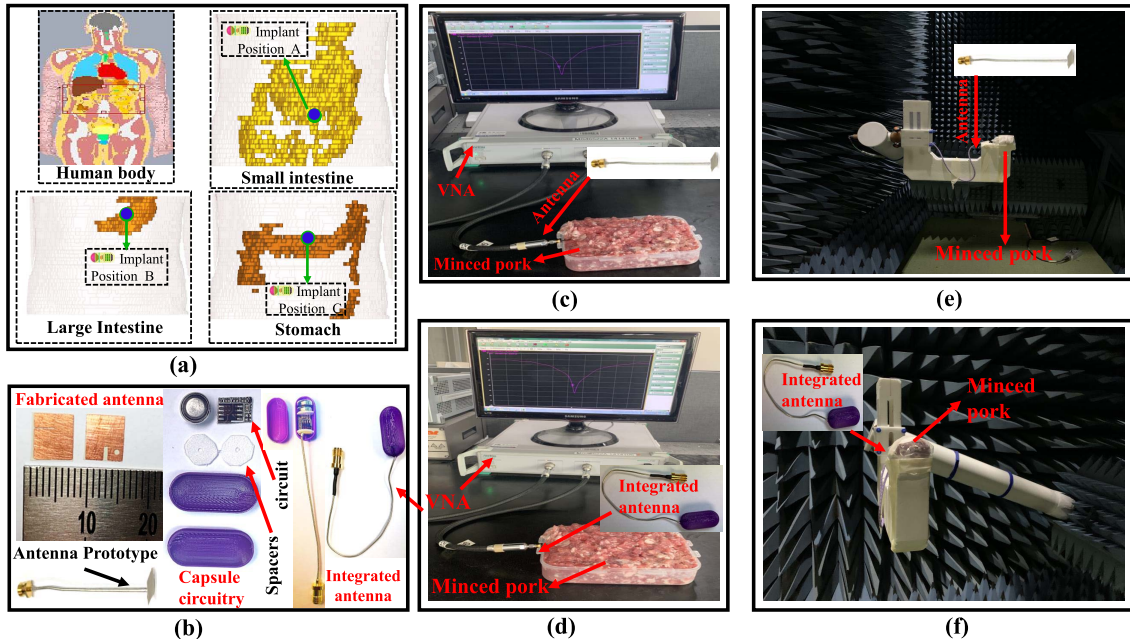 Implant
Position A
Human body
Small intestine
Implant
Position B
Implant
Position C
Large Intestine
Stomach
(a)
Fabricated antenna
10
20
Antenna Prototype
circuit
Spacers
Capsule
circuitry
Integrated
antenna
(b)
SAMSUNG
VNA
Antenna
Minced pork
(c)
SAMSUNG
VNA
Integrated
antenna
Minced pork
(d)
Antenna
Minced pork
(e)
Integrated
antenna
Minced
pork
(f)